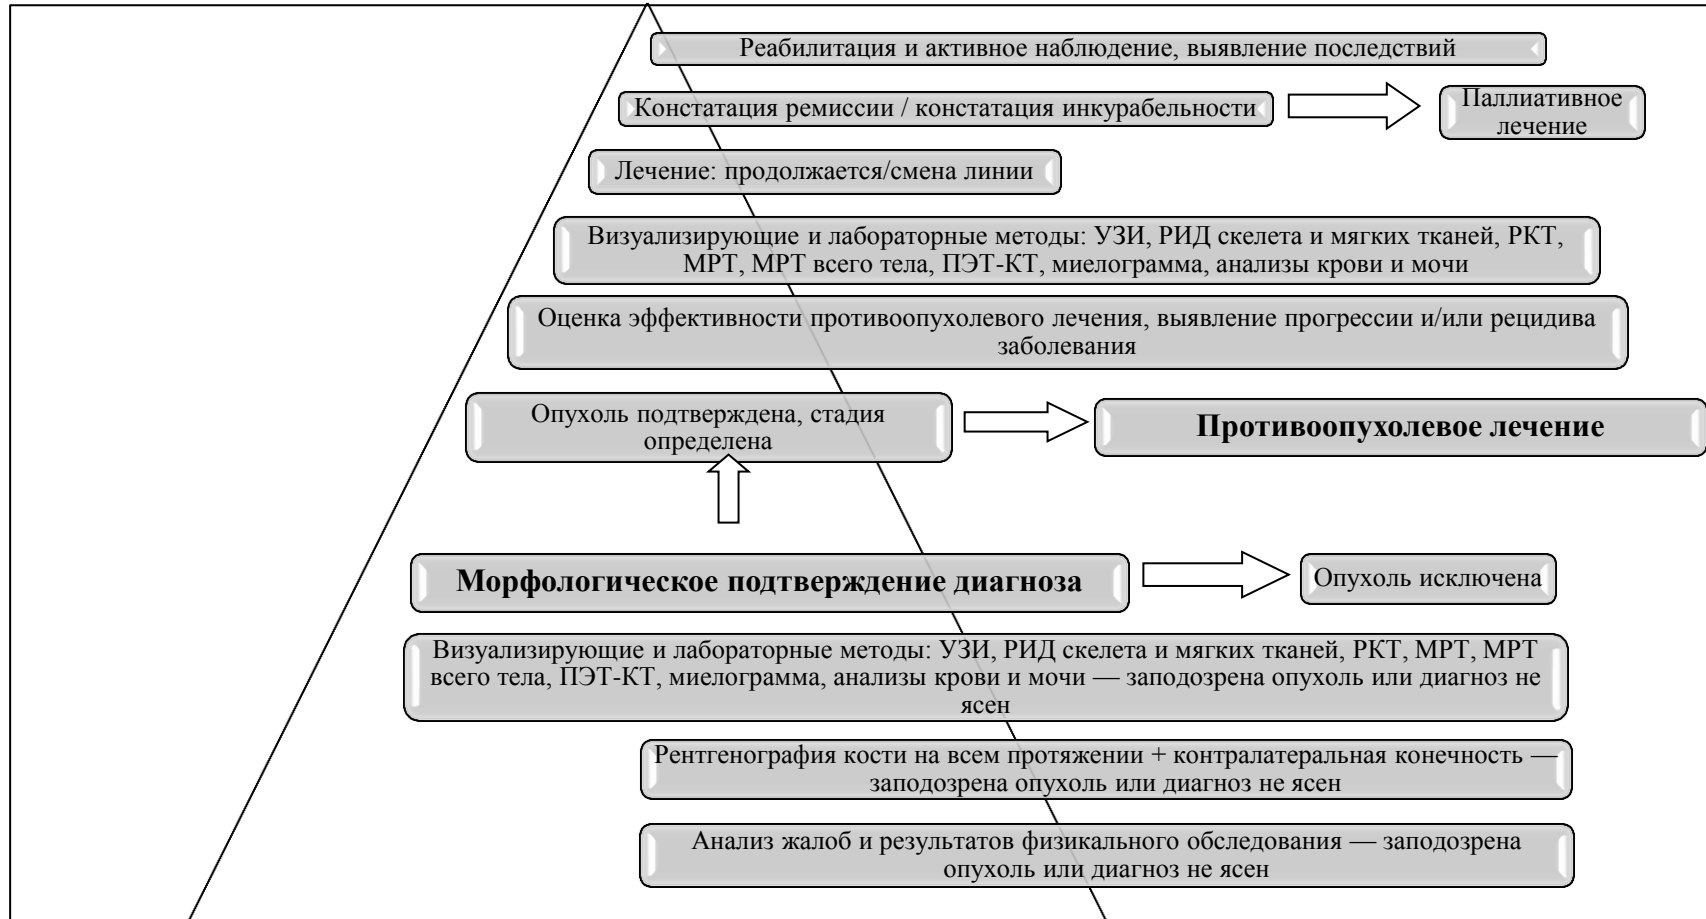 Реабилитация и активное наблюдение, выявление последствий
Констатация ремиссии / констатация инкурабельности
Паллиативное
лечение
Лечение: продолжается/смена линии
Визуализирующие и лабораторные методы: УЗИ, РИД скелета и мягких тканей, РКТ,
МРТ, МРТ всего тела, ПЭТ-КТ, миелограмма, анализы крови и мочи
Оценка эффективности противоопухолевого лечения, выявление прогрессии и/или рецидива
заболевания
Опухоль подтверждена, стадия
определена
Противоопухолевое лечение
Морфологическое подтверждение диагноза
Опухоль исключена
Визуализирующие и лабораторные методы: УЗИ, РИД скелета и мягких тканей, РКТ, МРТ, МРТ
всего тела, ПЭТ-КТ, миелограмма, анализы крови и мочи — заподозрена опухоль или диагноз не
ясен
Рентгенография кости на всем протяжении + контралатеральная конечность —
заподозрена опухоль или диагноз не ясен
Анализ жалоб и результатов физикального обследования — заподозрена
опухоль или диагноз не ясен